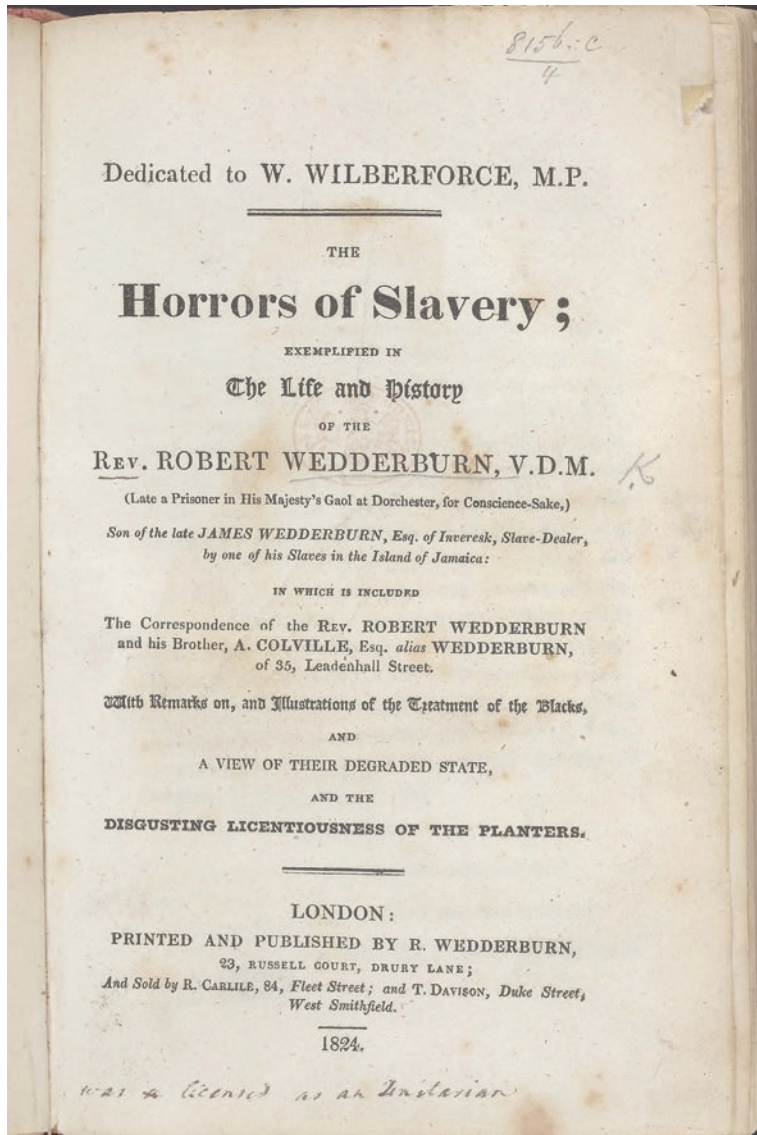 8156.c
4
Dedicated to W. WILBERFORCE, M.P.
THE
Horrors of Slavery;
EXEMPLIFIED IN
The Life and History
OF THE
REV. ROBERT WEDDERBURN, V.D.M.
K
(Late a Prisoner in His Majesty's Gaol at Dorchester, for Conscience-Sake,)
Son of the late JAMES WEDDERBURN, Esq. of Inveresk, Slave-Dealer,
by one of his Slaves in the Island of Jamaica:
IN WHICH IS INCLUDED
The Correspondence of the REV. ROBERT WEDDERBURN
and his Brother, A. COLVILLE, Esq. alias WEDDERBURN,
of 35, Leadenhall Street.
With Remarks on, and Illustrations of the Treatment of the Blacks,
AND
A VIEW OF THEIR DEGRADED STATE,
AND THE
DISGUSTING LICENTIOUSNESS OF THE PLANTERS.
LONDON:
PRINTED AND PUBLISHED BY R. WEDDERBURN,
23, RUSSELL COURT, DRURY LANE;
And Sold by R. CARLILE, 84, Fleet Street; and T. DAVISON, Duke Street,
West Smithfield.
1824.
was a licensed as an Unitarian